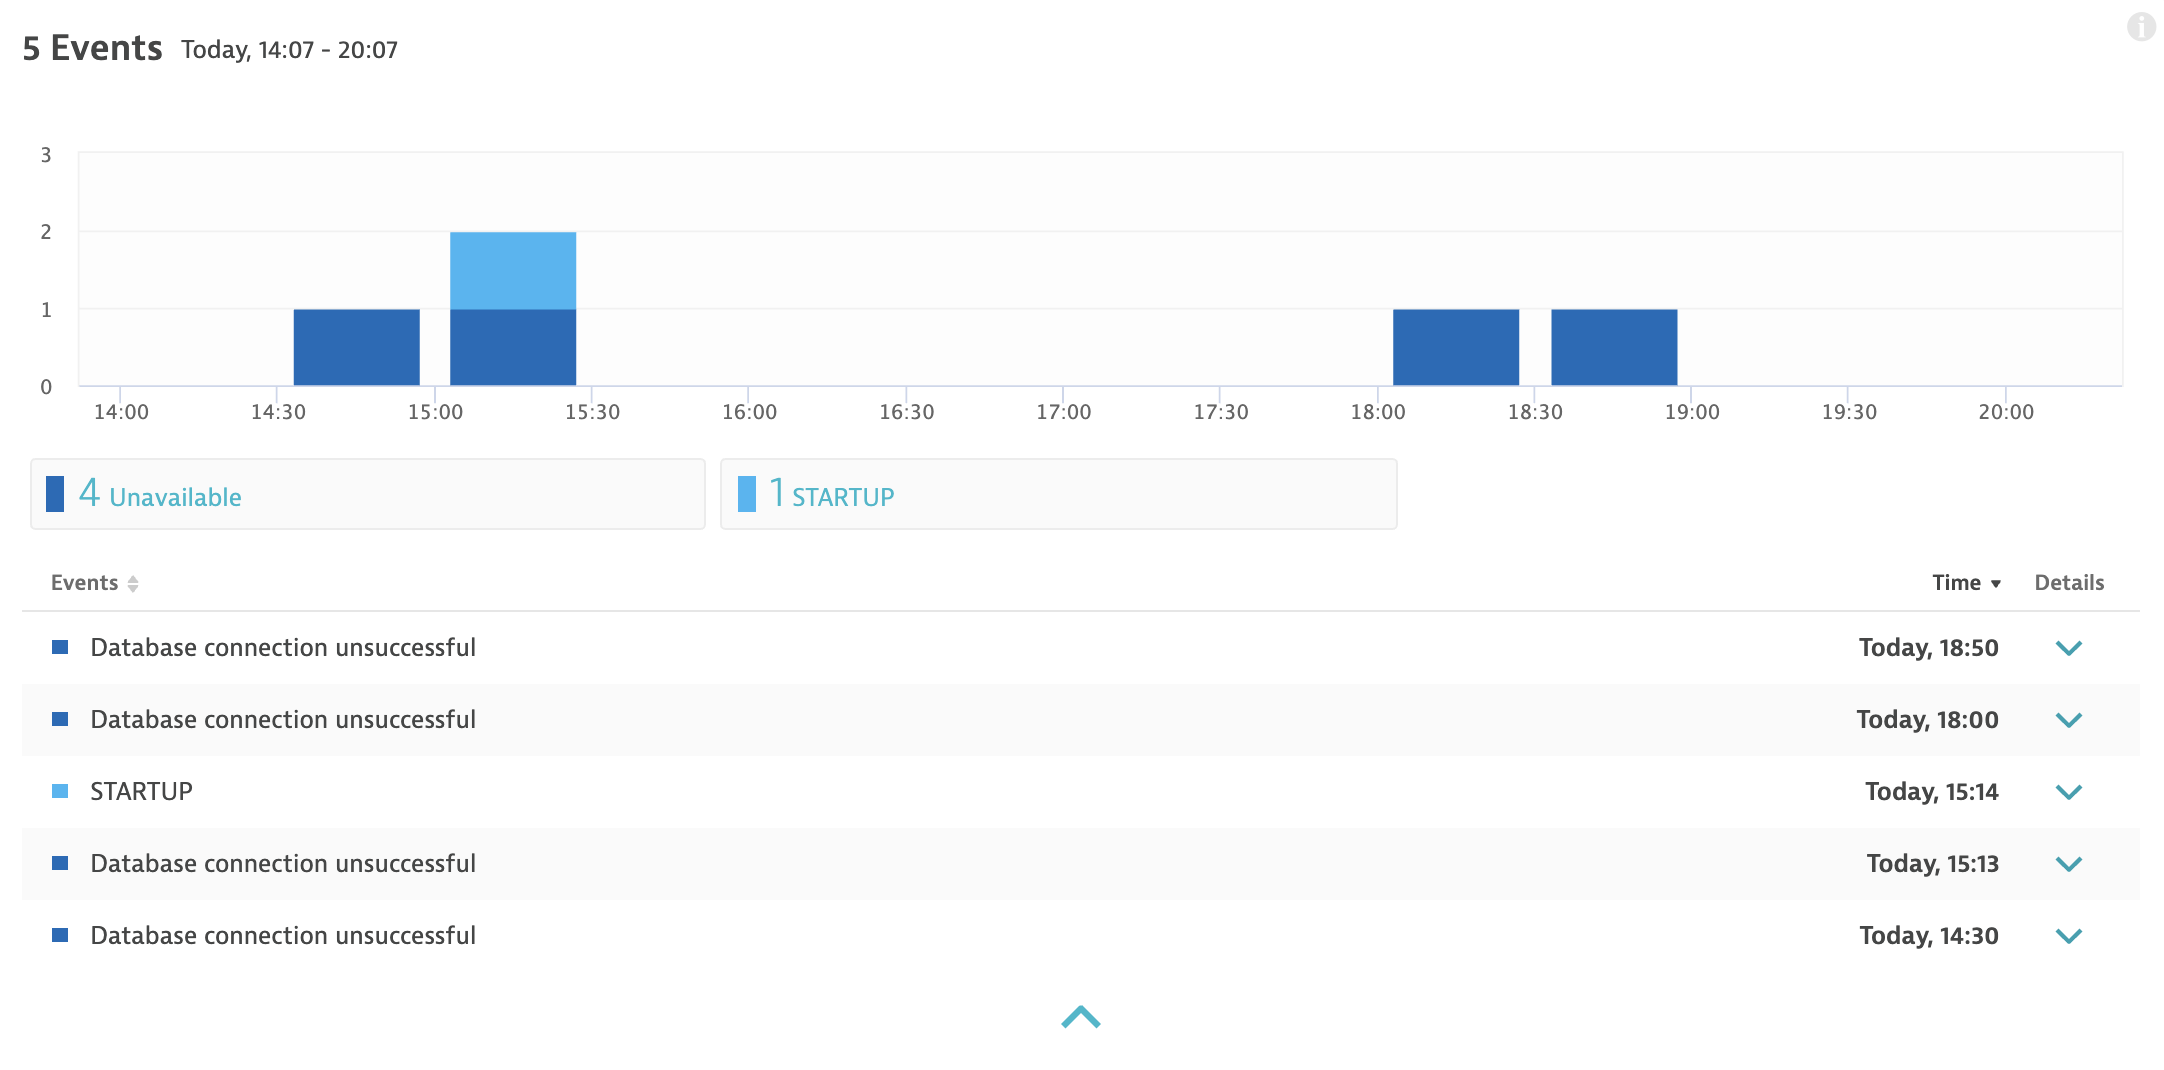 5 Events Today, 14:07 - 20:07
3
2
1
0
14:00 14:30 15:00 15:30 16:00 16:30 17:00 17:30 18:00 18:30 19:00 19:30 20:00
4 Unavailable 1 STARTUP
Events Time Details
Database connection unsuccessful Today, 18:50
Database connection unsuccessful Today, 18:00
STARTUP Today, 15:14
Database connection unsuccessful Today, 15:13
Database connection unsuccessful Today, 14:30